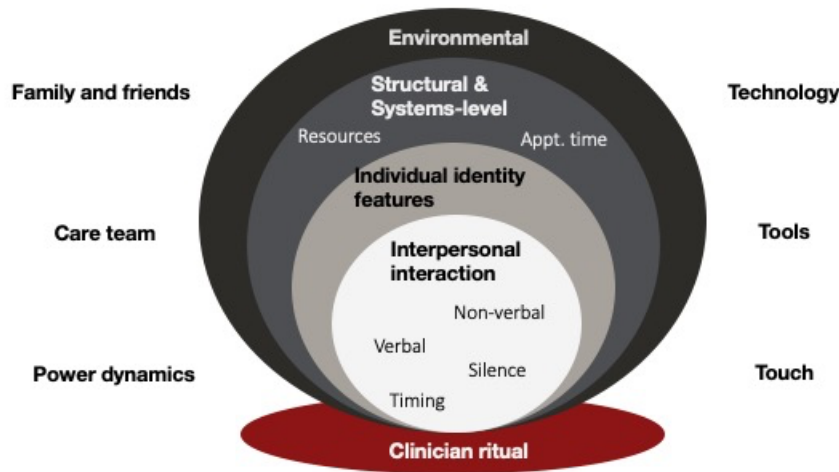 Environmental
Family and friends
Structural &
Systems-level
Technology
Resources
Appt. time
Individual identity
features
Care team
Tools
Interpersonal
interaction
Non-verbal
Verbal
Silence
Power dynamics
Touch
Timing
Clinician ritual